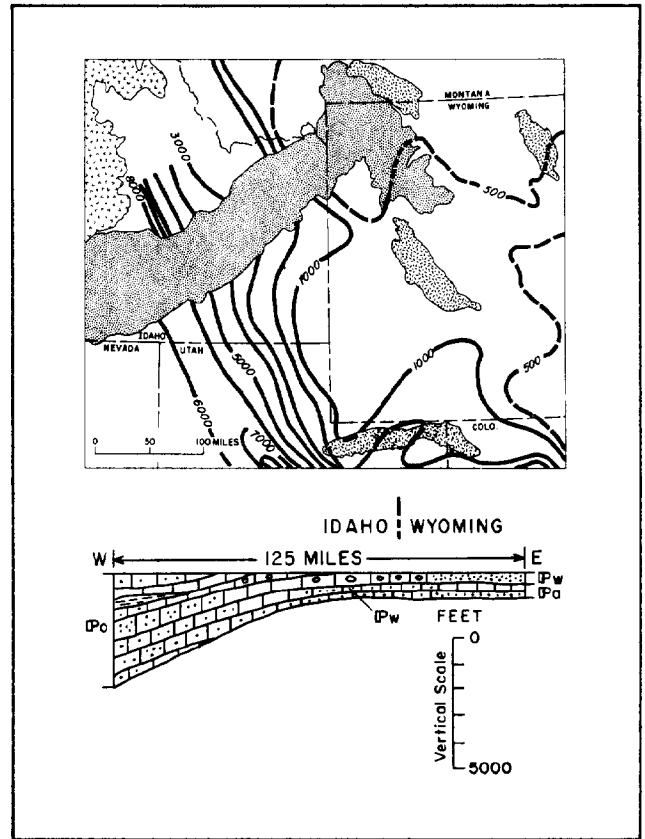 MONTANA
WYOMING
3000
8000
500
1000
IDAHO
NEVADA
UTAH
5000
1000
500
6000
7000
COLO.
0 50 100 MILES
IDAHO WYOMING
W 125 MILES E
ℙw
ℙa
ℙo
ℙw
FEET
0
5000
Vertical Scale